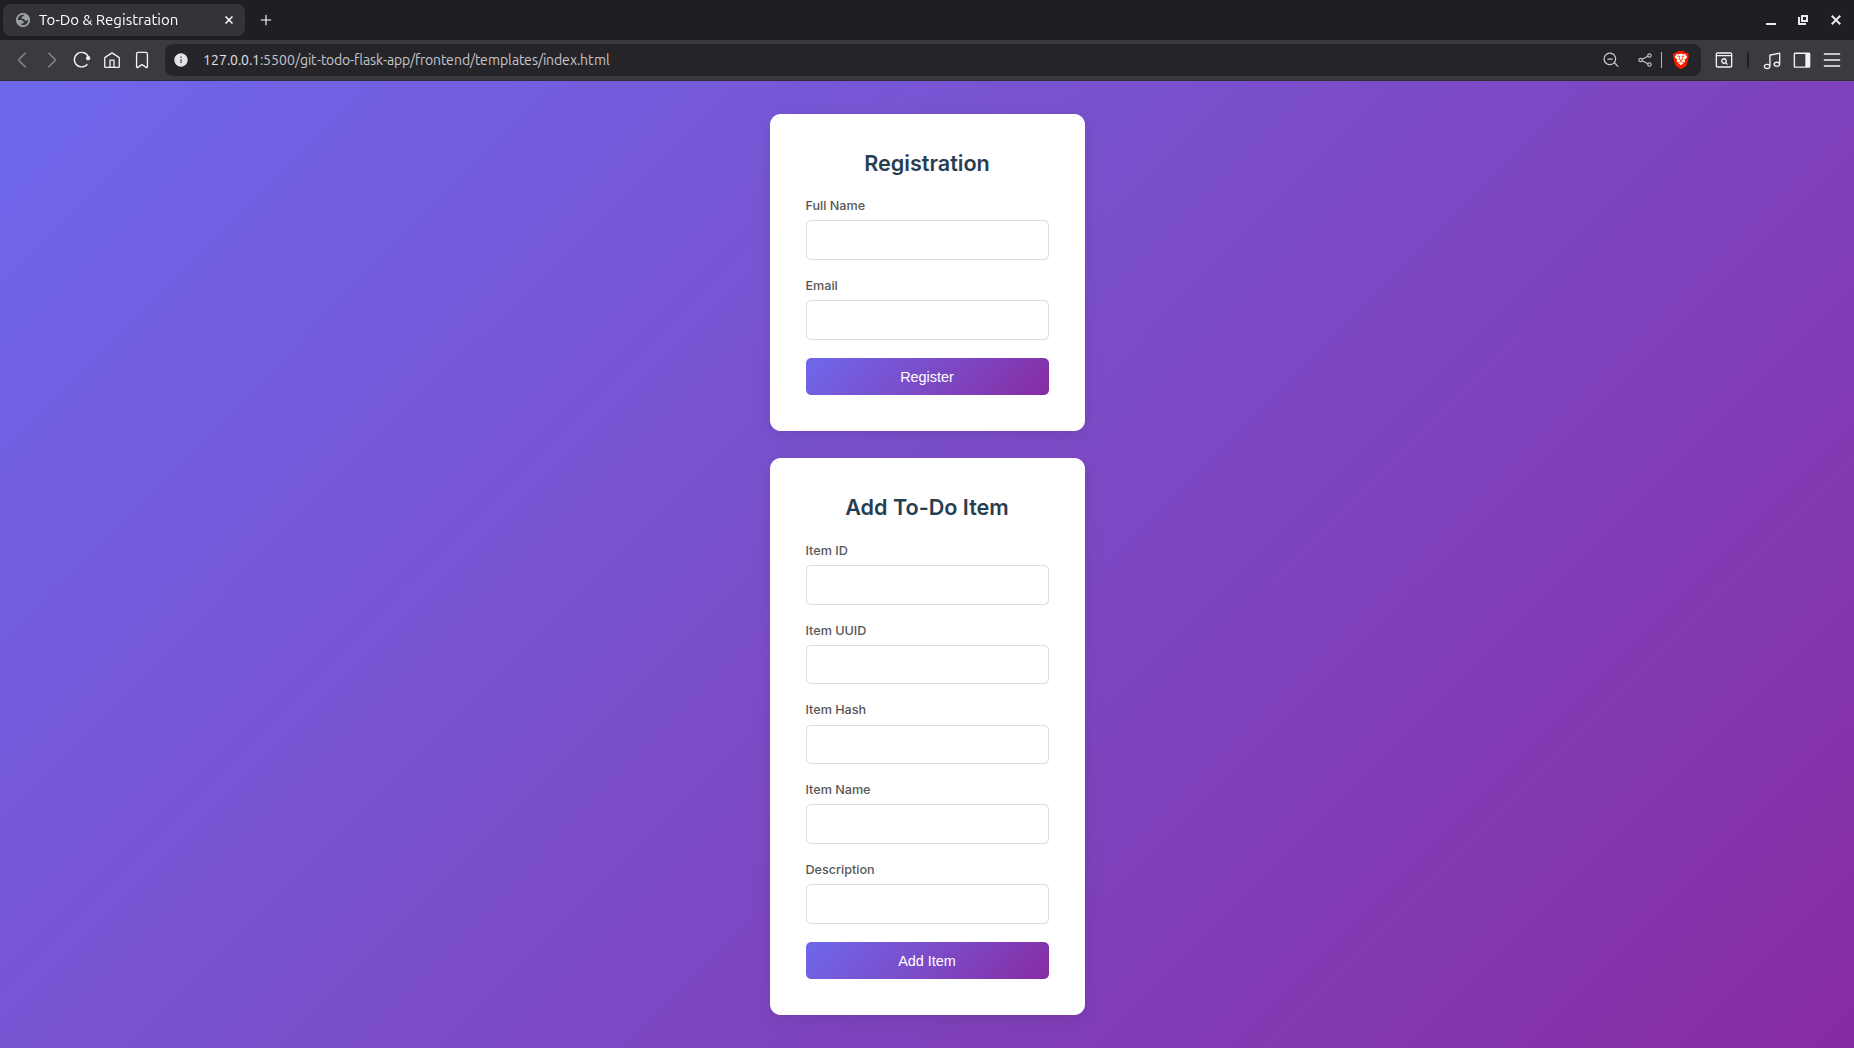 To-Do & Registration
127.0.0.1:5500/git-todo-flask-app/frontend/templates/index.html
Registration
Full Name
Email
Register
Add To-Do Item
Item ID
Item UUID
Item Hash
Item Name
Description
Add Item